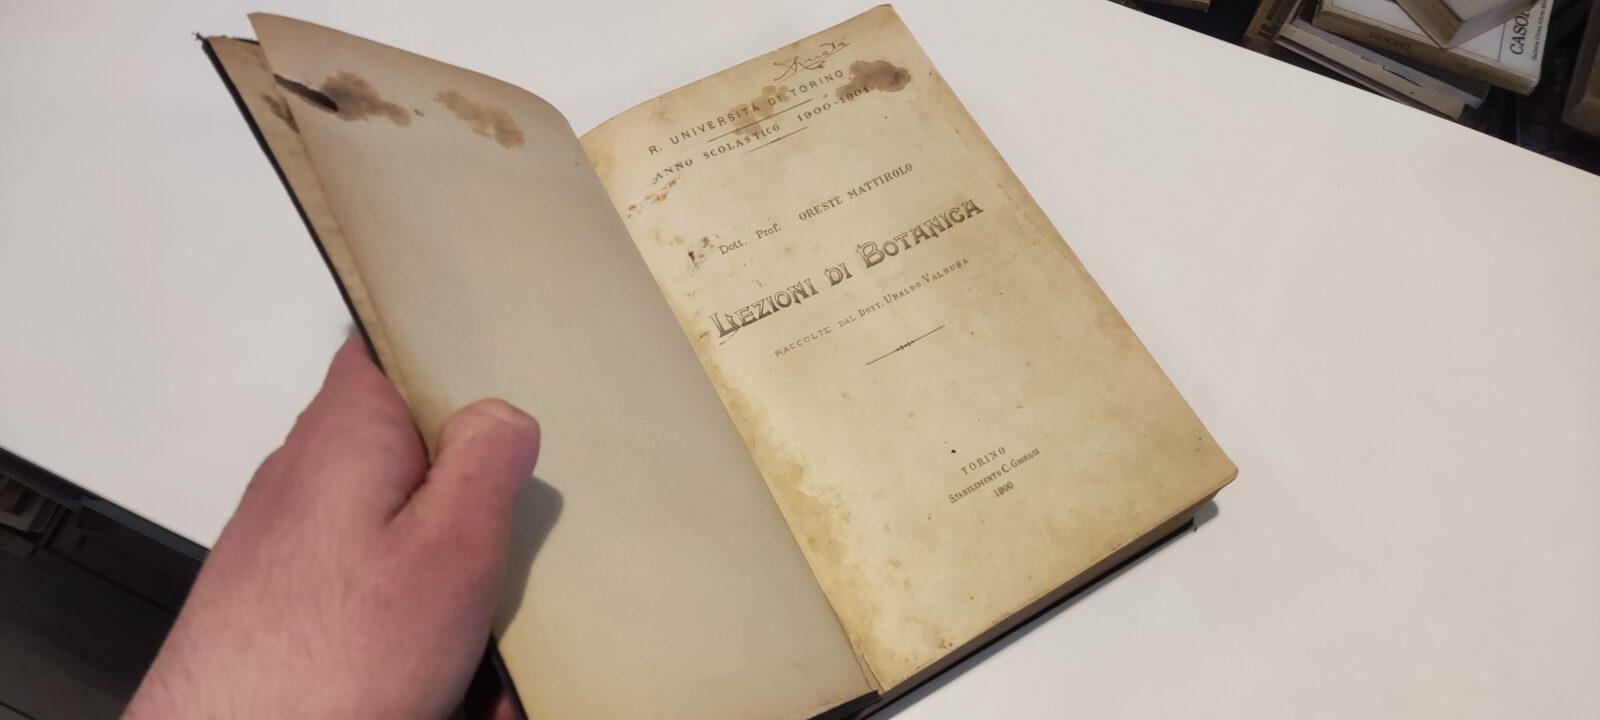 R. UNIVERSITÀ DI TORINO
ANNO SCOLASTICO 1900-1901
Dott. Prof. ORESTE MATTIROLO
LEZIONI DI BOTANICA
RACCOLTE DAL DOTT. UBALDO VALBUSA
TORINO
STABILIMENTO C. GIORGIS
1900